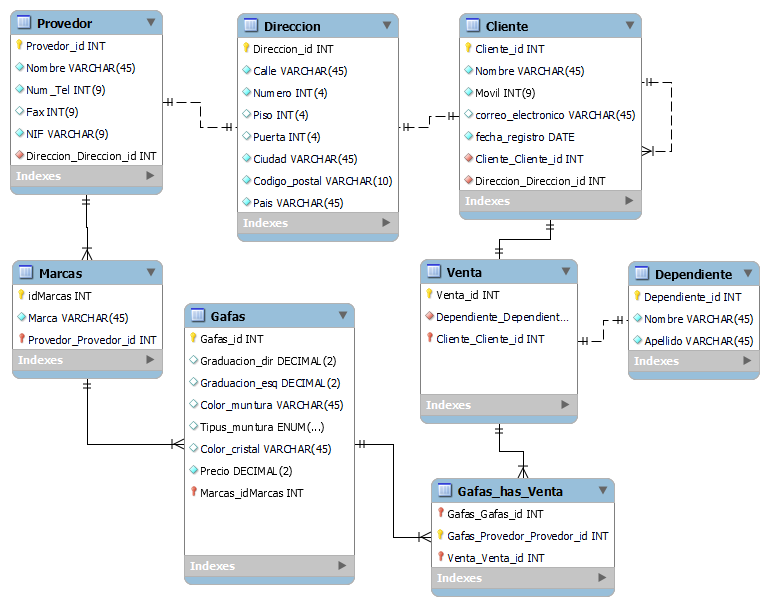 Provedor
Provedor_id INT
Nombre VARCHAR(45)
Num_Tel INT(9)
Fax INT(9)
NIF VARCHAR(9)
Direccion_Direccion_id INT
Indexes
Direccion
Direccion_id INT
Calle VARCHAR(45)
Numero INT(4)
Piso INT(4)
Puerta INT(4)
Ciudad VARCHAR(45)
Codigo_postal VARCHAR(10)
Pais VARCHAR(45)
Indexes
Cliente
Cliente_id INT
Nombre VARCHAR(45)
Movil INT(9)
correo_electronico VARCHAR(45)
fecha_registro DATE
Cliente_Cliente_id INT
Direccion_Direccion_id INT
Indexes
Marcas
idMarcas INT
Marca VARCHAR(45)
Provedor_Provedor_id INT
Indexes
Gafas
Gafas_id INT
Graduacion_dir DECIMAL(2)
Graduacion_esq DECIMAL(2)
Color_muntura VARCHAR(45)
Tipus_muntura ENUM(...)
Color_cristal VARCHAR(45)
Precio DECIMAL(2)
Marcas_idMarcas INT
Indexes
Venta
Venta_id INT
Dependiente_Dependient...
Cliente_Cliente_id INT
Indexes
Dependiente
Dependiente_id INT
Nombre VARCHAR(45)
Apellido VARCHAR(45)
Indexes
Gafas_has_Venta
Gafas_Gafas_id INT
Gafas_Provedor_Provedor_id INT
Venta_Venta_id INT
Indexes